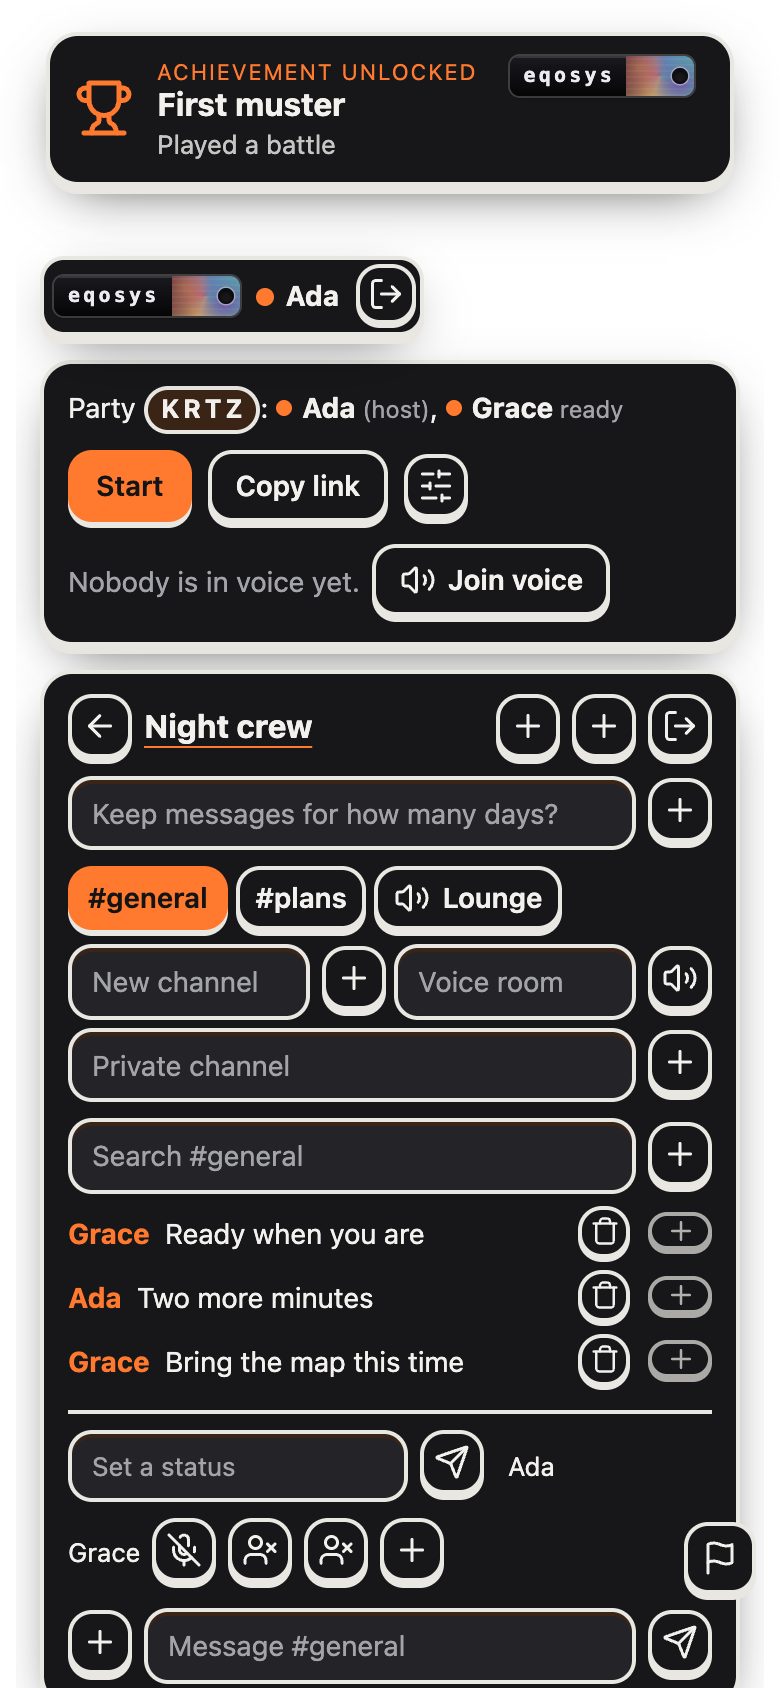 ACHIEVEMENT UNLOCKED
First muster
Played a battle
eqosys
eqosys Ada
Party KRTZ: Ada (host), Grace ready
Start Copy link
Nobody is in voice yet. Join voice
Night crew
Keep messages for how many days?
#general #plans Lounge
New channel Voice room
Private channel
Search #general
Grace Ready when you are
Ada Two more minutes
Grace Bring the map this time
Set a status Ada
Grace
Message #general